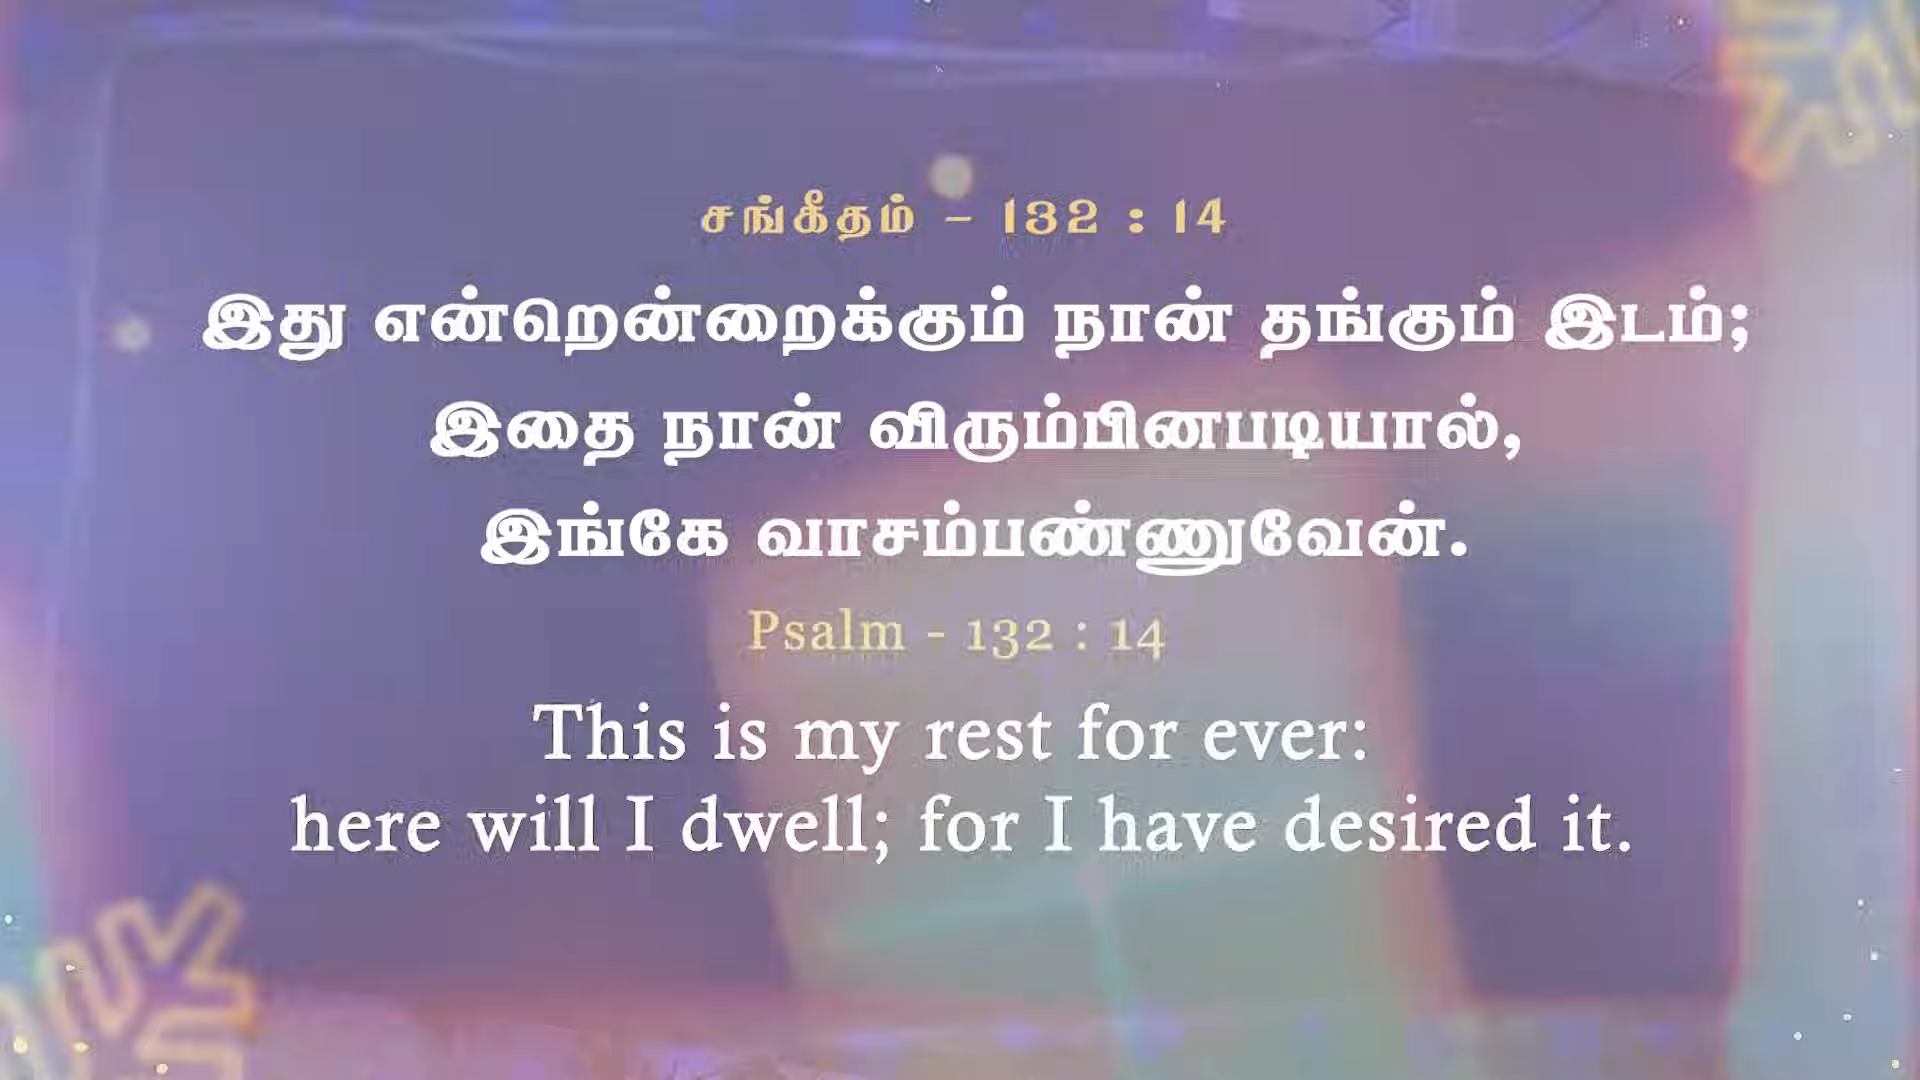 சங்கீதம் - 132 : 14
இது என்றென்றைக்கும் நான் தங்கும் இடம்;
இதை நான் விரும்பினபடியால்,
இங்கே வாசம்பண்ணுவேன்.
Psalm - 132 : 14
This is my rest for ever:
here will I dwell; for I have desired it.